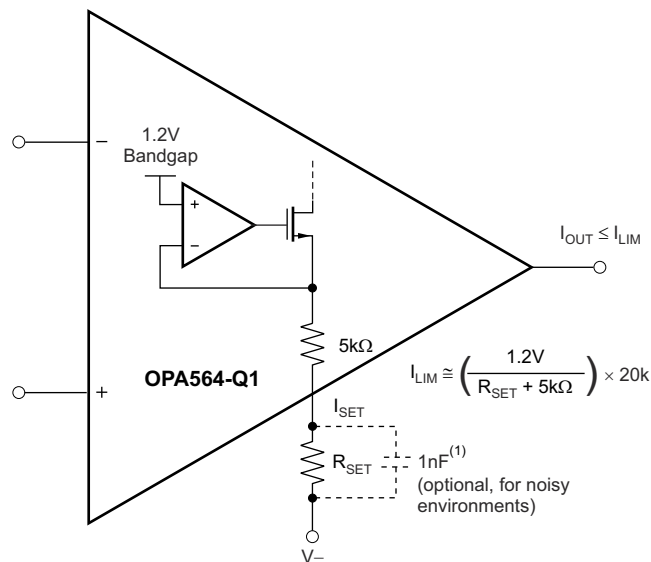 1.2V
Bandgap
−
+
−
I_OUT ≤ I_LIM
5kΩ
OPA564-Q1
I_LIM ≅ (1.2V / R_SET + 5kΩ) × 20k
+
I_SET
R_SET
1nF(1)
(optional, for noisy
environments)
V−